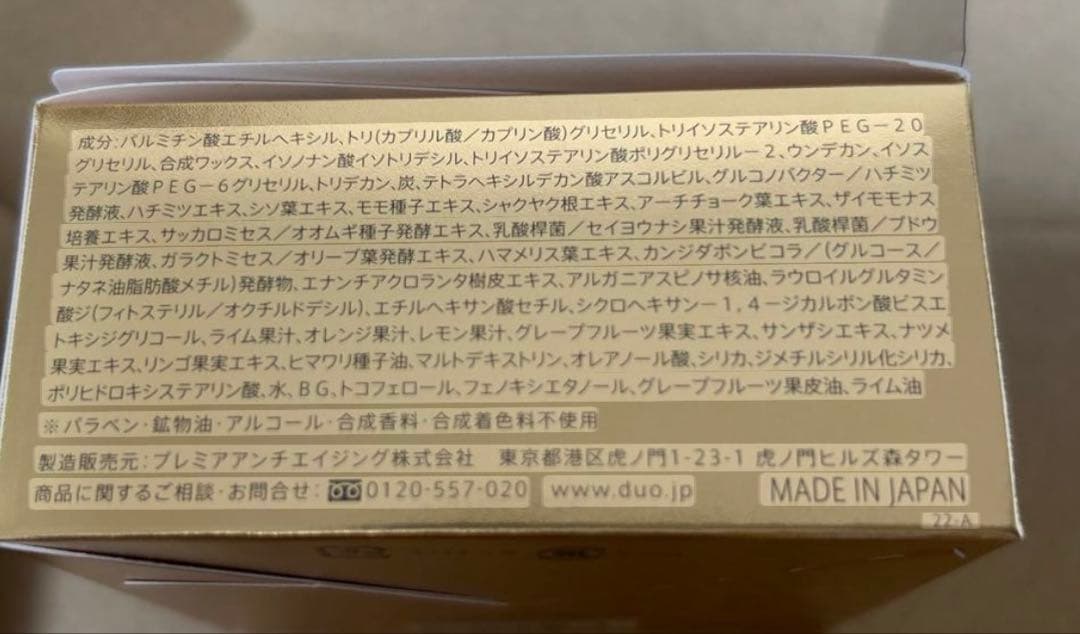 成分:パルミチン酸エチルヘキシル、トリ(カプリル酸/カプリン酸)グリセリル、トリイソステアリン酸PEG-20
グリセリル、合成ワックス、イソノナン酸イソトリデシル、トリイソステアリン酸ポリグリセリル-2、ウンデカン、イソス
テアリン酸PEG-6グリセリル、トリデカン、炭、テトラヘキシルデカン酸アスコルビル、グルコノバクター/ハチミツ
発酵液、ハチミツエキス、シソ葉エキス、モモ種子エキス、シャクヤク根エキス、アーチチョーク葉エキス、ザイモモナス
培養エキス、サッカロミセス/オオムギ種子発酵エキス、乳酸桿菌/セイヨウナシ果汁発酵液、乳酸桿菌/ブドウ
果汁発酵液、ガラクトミセス/オリーブ葉発酵エキス、ハマメリス葉エキス、カンジダボンビコラ/(グルコース/
ナタネ油脂肪酸メチル)発酵物、エナンチアクロランタ樹皮エキス、アルガニアスピノサ核油、ラウロイルグルタミン
酸ジ(フィトステリル/オクチルドデシル)、エチルヘキサン酸セチル、シクロヘキサン-1,4-ジカルボン酸ビスエ
トキシジグリコール、ライム果汁、オレンジ果汁、レモン果汁、グレープフルーツ果実エキス、サンザシエキス、ナツメ
果実エキス、リンゴ果実エキス、ヒマワリ種子油、マルトデキストリン、オレアノール酸、シリカ、ジメチルシリル化シリカ、
ポリヒドロキシステアリン酸、水、BG、トコフェロール、フェノキシエタノール、グレープフルーツ果皮油、ライム油
※パラベン・鉱物油・アルコール・合成香料・合成着色料不使用
製造販売元:プレミアアンチエイジング株式会社 東京都港区虎ノ門1-23-1 虎ノ門ヒルズ森タワー
商品に関するご相談・お問合せ:0120-557-020 www.duo.jp MADE IN JAPAN
22-A